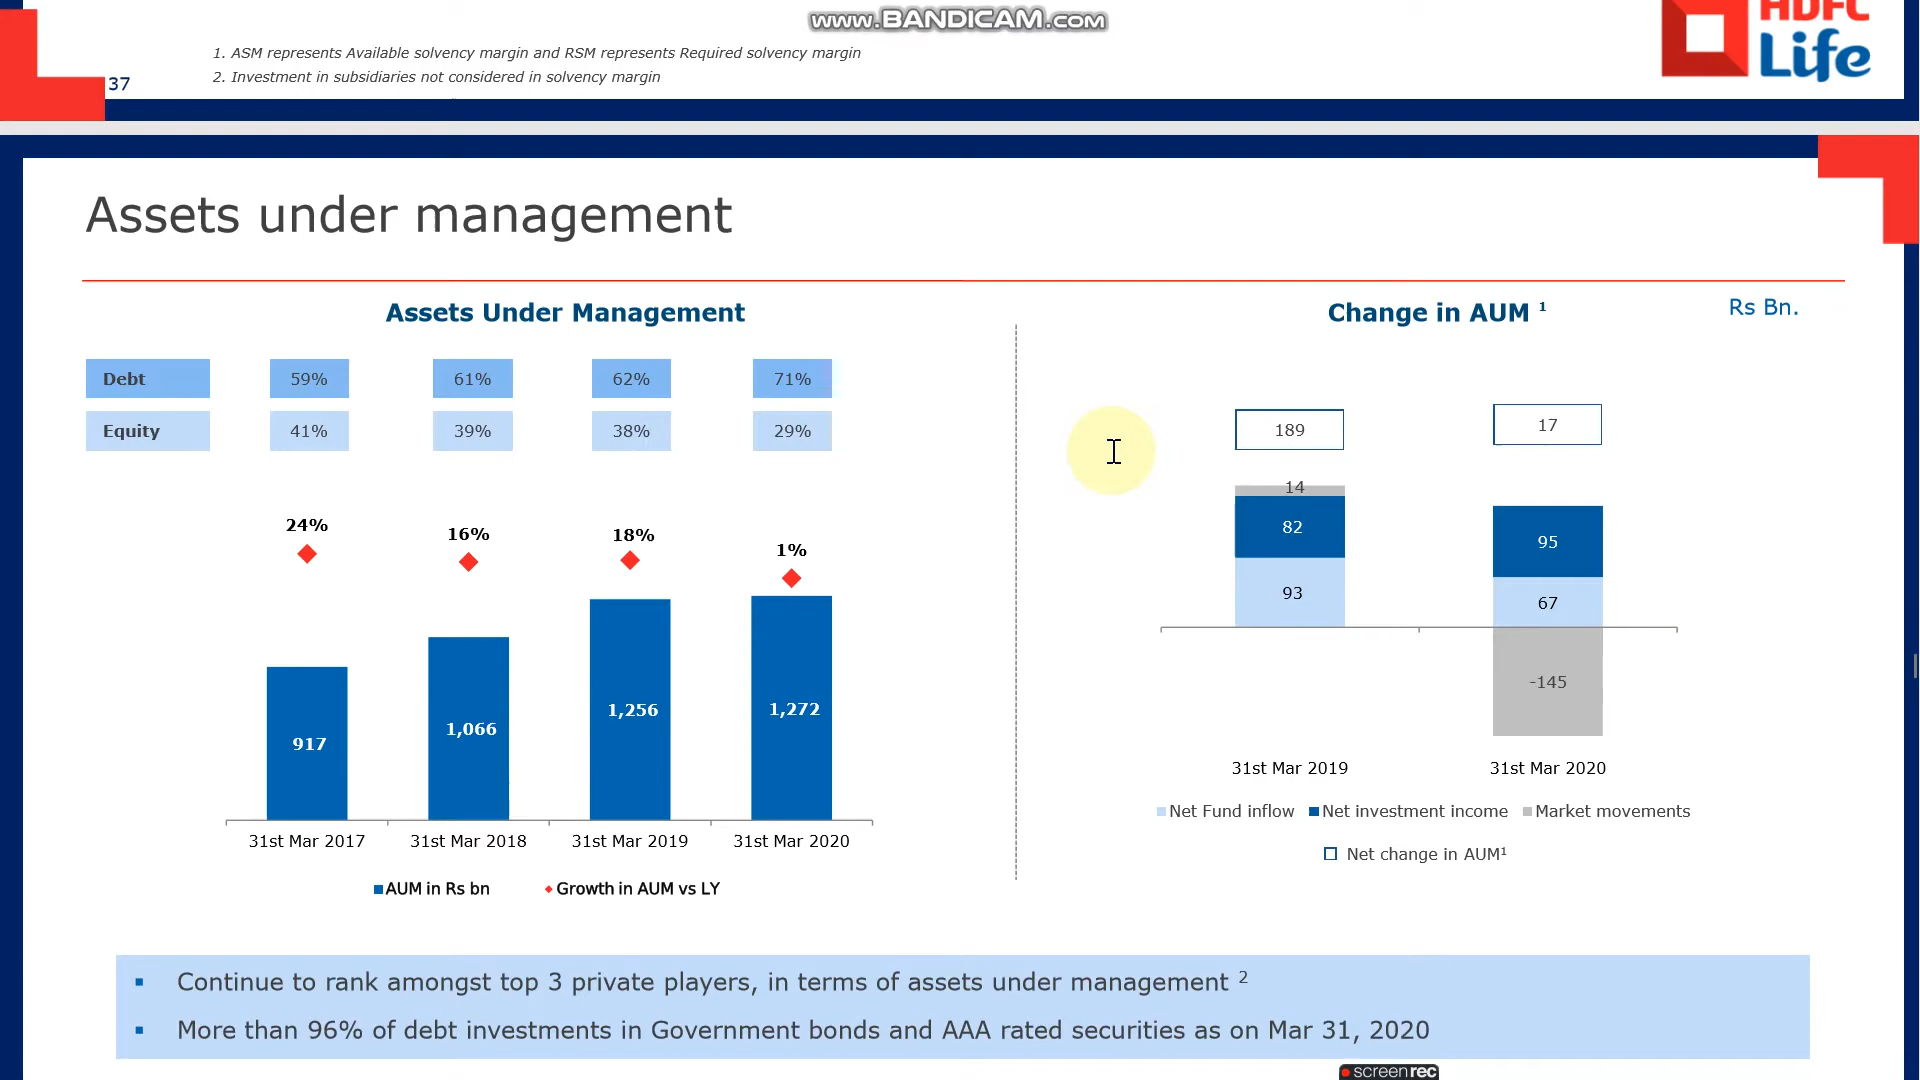 www.BANDICAM.com
HDFC
Life
1. ASM represents Available solvency margin and RSM represents Required solvency margin
2. Investment in subsidiaries not considered in solvency margin
37
Assets under management
Assets Under Management
Change in AUM ¹
Rs Bn.
Debt 59% 61% 62% 71%
Equity 41% 39% 38% 29%
24% 16% 18% 1%
917 1,066 1,256 1,272
31st Mar 2017 31st Mar 2018 31st Mar 2019 31st Mar 2020
AUM in Rs bn Growth in AUM vs LY
189 17
14
82 95
93 67
-145
31st Mar 2019 31st Mar 2020
Net Fund inflow Net investment income Market movements
Net change in AUM¹
▪ Continue to rank amongst top 3 private players, in terms of assets under management ²
▪ More than 96% of debt investments in Government bonds and AAA rated securities as on Mar 31, 2020
screenrec